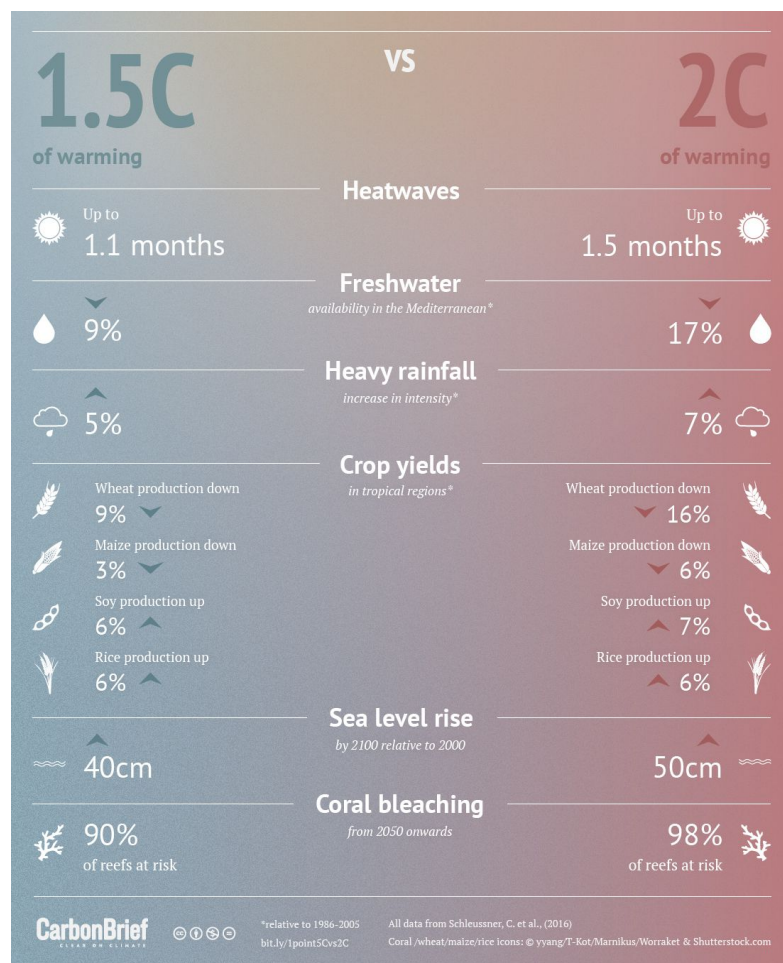 1.5C
VS
2C
of warming
of warming
Heatwaves
Up to
1.1 months
Up to
1.5 months
Freshwater
availability in the Mediterranean*
9%
17%
Heavy rainfall
increase in intensity*
5%
7%
Crop yields
in tropical regions*
Wheat production down
9%
Wheat production down
16%
Maize production down
3%
Maize production down
6%
Soy production up
6%
Soy production up
7%
Rice production up
6%
Rice production up
6%
Sea level rise
by 2100 relative to 2000
40cm
50cm
Coral bleaching
from 2050 onwards
90%
of reefs at risk
98%
of reefs at risk
CarbonBrief
CLEAR ON CLIMATE
*relative to 1986-2005
bit.ly/1point5Cvs2C
All data from Schleussner, C. et al., (2016)
Coral /wheat/maize/rice icons: © yyang/T-Kot/Marnikus/Worraket & Shutterstock.com